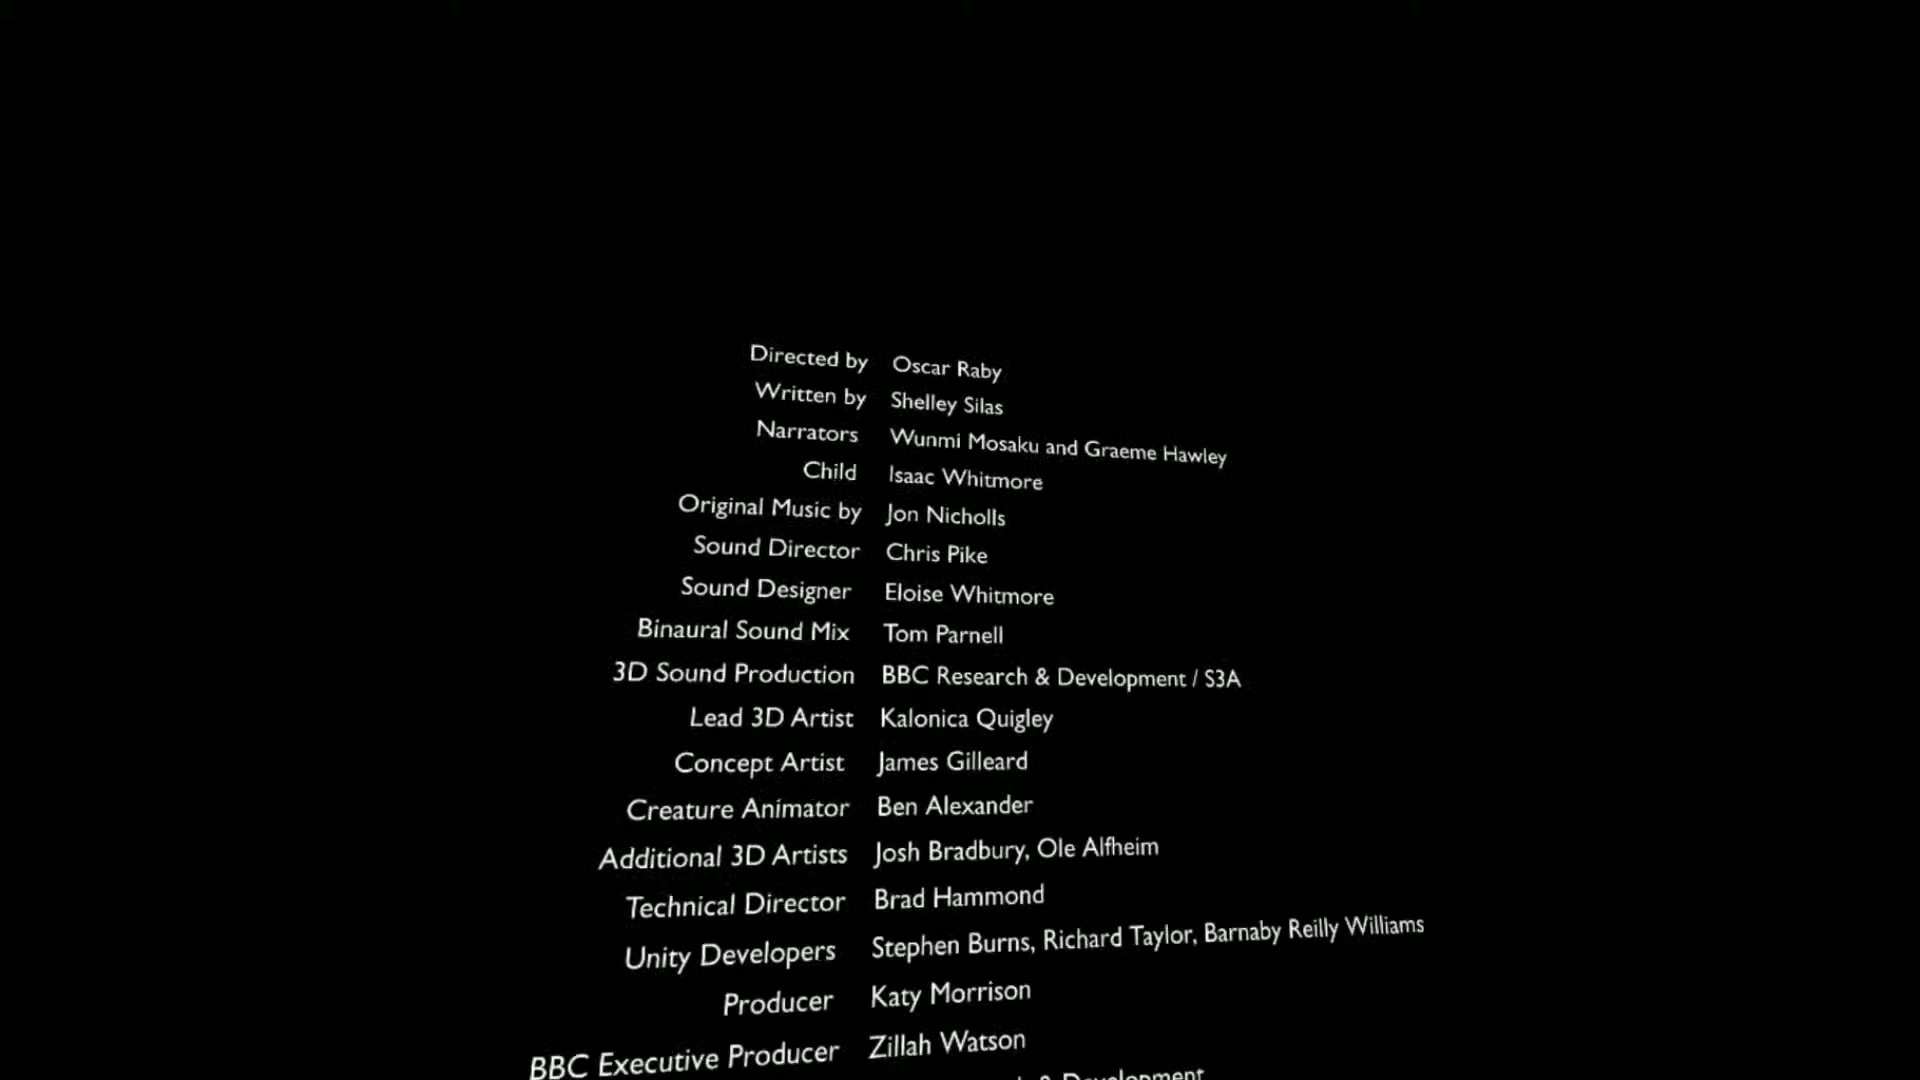 Directed by Oscar Raby
Written by Shelley Silas
Narrators Wunmi Mosaku and Graeme Hawley
Child Isaac Whitmore
Original Music by Jon Nicholls
Sound Director Chris Pike
Sound Designer Eloise Whitmore
Binaural Sound Mix Tom Parnell
3D Sound Production BBC Research & Development / S3A
Lead 3D Artist Kalonica Quigley
Concept Artist James Gilleard
Creature Animator Ben Alexander
Additional 3D Artists Josh Bradbury, Ole Alfheim
Technical Director Brad Hammond
Unity Developers Stephen Burns, Richard Taylor, Barnaby Reilly Williams
Producer Katy Morrison
BBC Executive Producer Zillah Watson
& Development